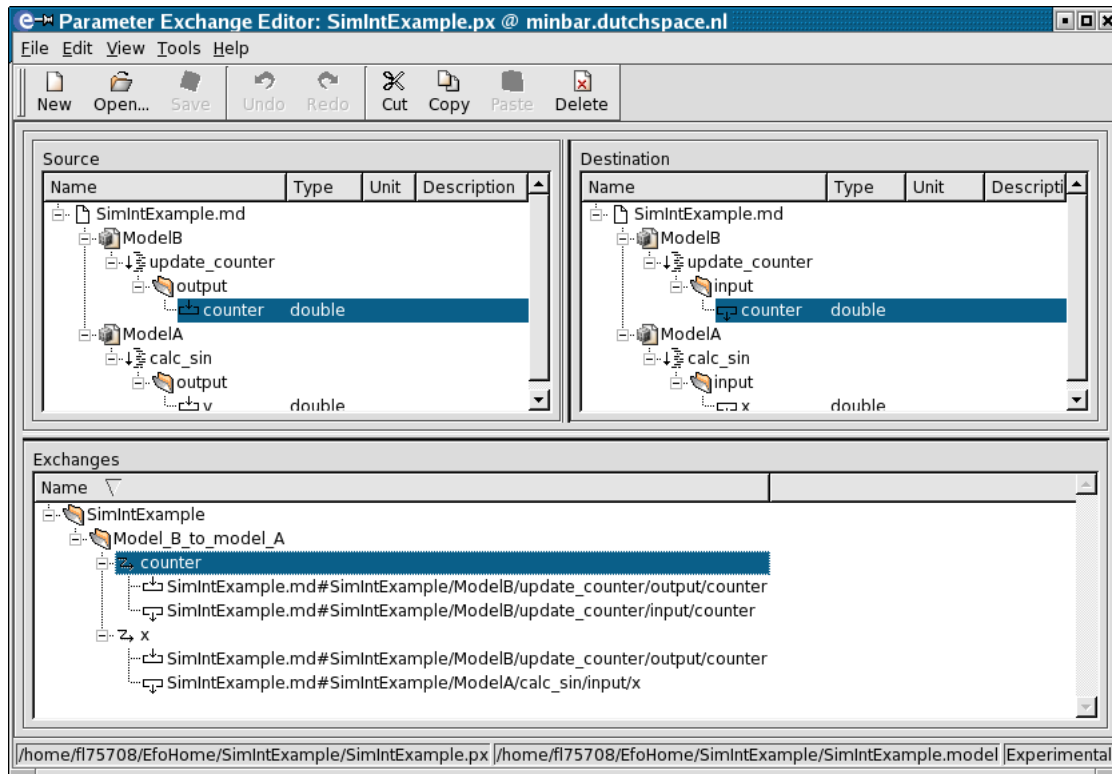 Parameter Exchange Editor: SimIntExample.px @ minbar.dutchspace.nl
File Edit View Tools Help
New Open... Save Undo Redo Cut Copy Paste Delete
Source
Name Type Unit Description
SimIntExample.md
ModelB
update_counter
output
counter double
ModelA
calc_sin
output
y double
Destination
Name Type Unit Descripti
SimIntExample.md
ModelB
update_counter
input
counter double
ModelA
calc_sin
input
x double
Exchanges
Name
SimIntExample
Model_B_to_model_A
counter
SimIntExample.md#SimIntExample/ModelB/update_counter/output/counter
SimIntExample.md#SimIntExample/ModelB/update_counter/input/counter
x
SimIntExample.md#SimIntExample/ModelB/update_counter/output/counter
SimIntExample.md#SimIntExample/ModelA/calc_sin/input/x
/home/fl75708/EfoHome/SimIntExample/SimIntExample.px /home/fl75708/EfoHome/SimIntExample/SimIntExample.model Experimental